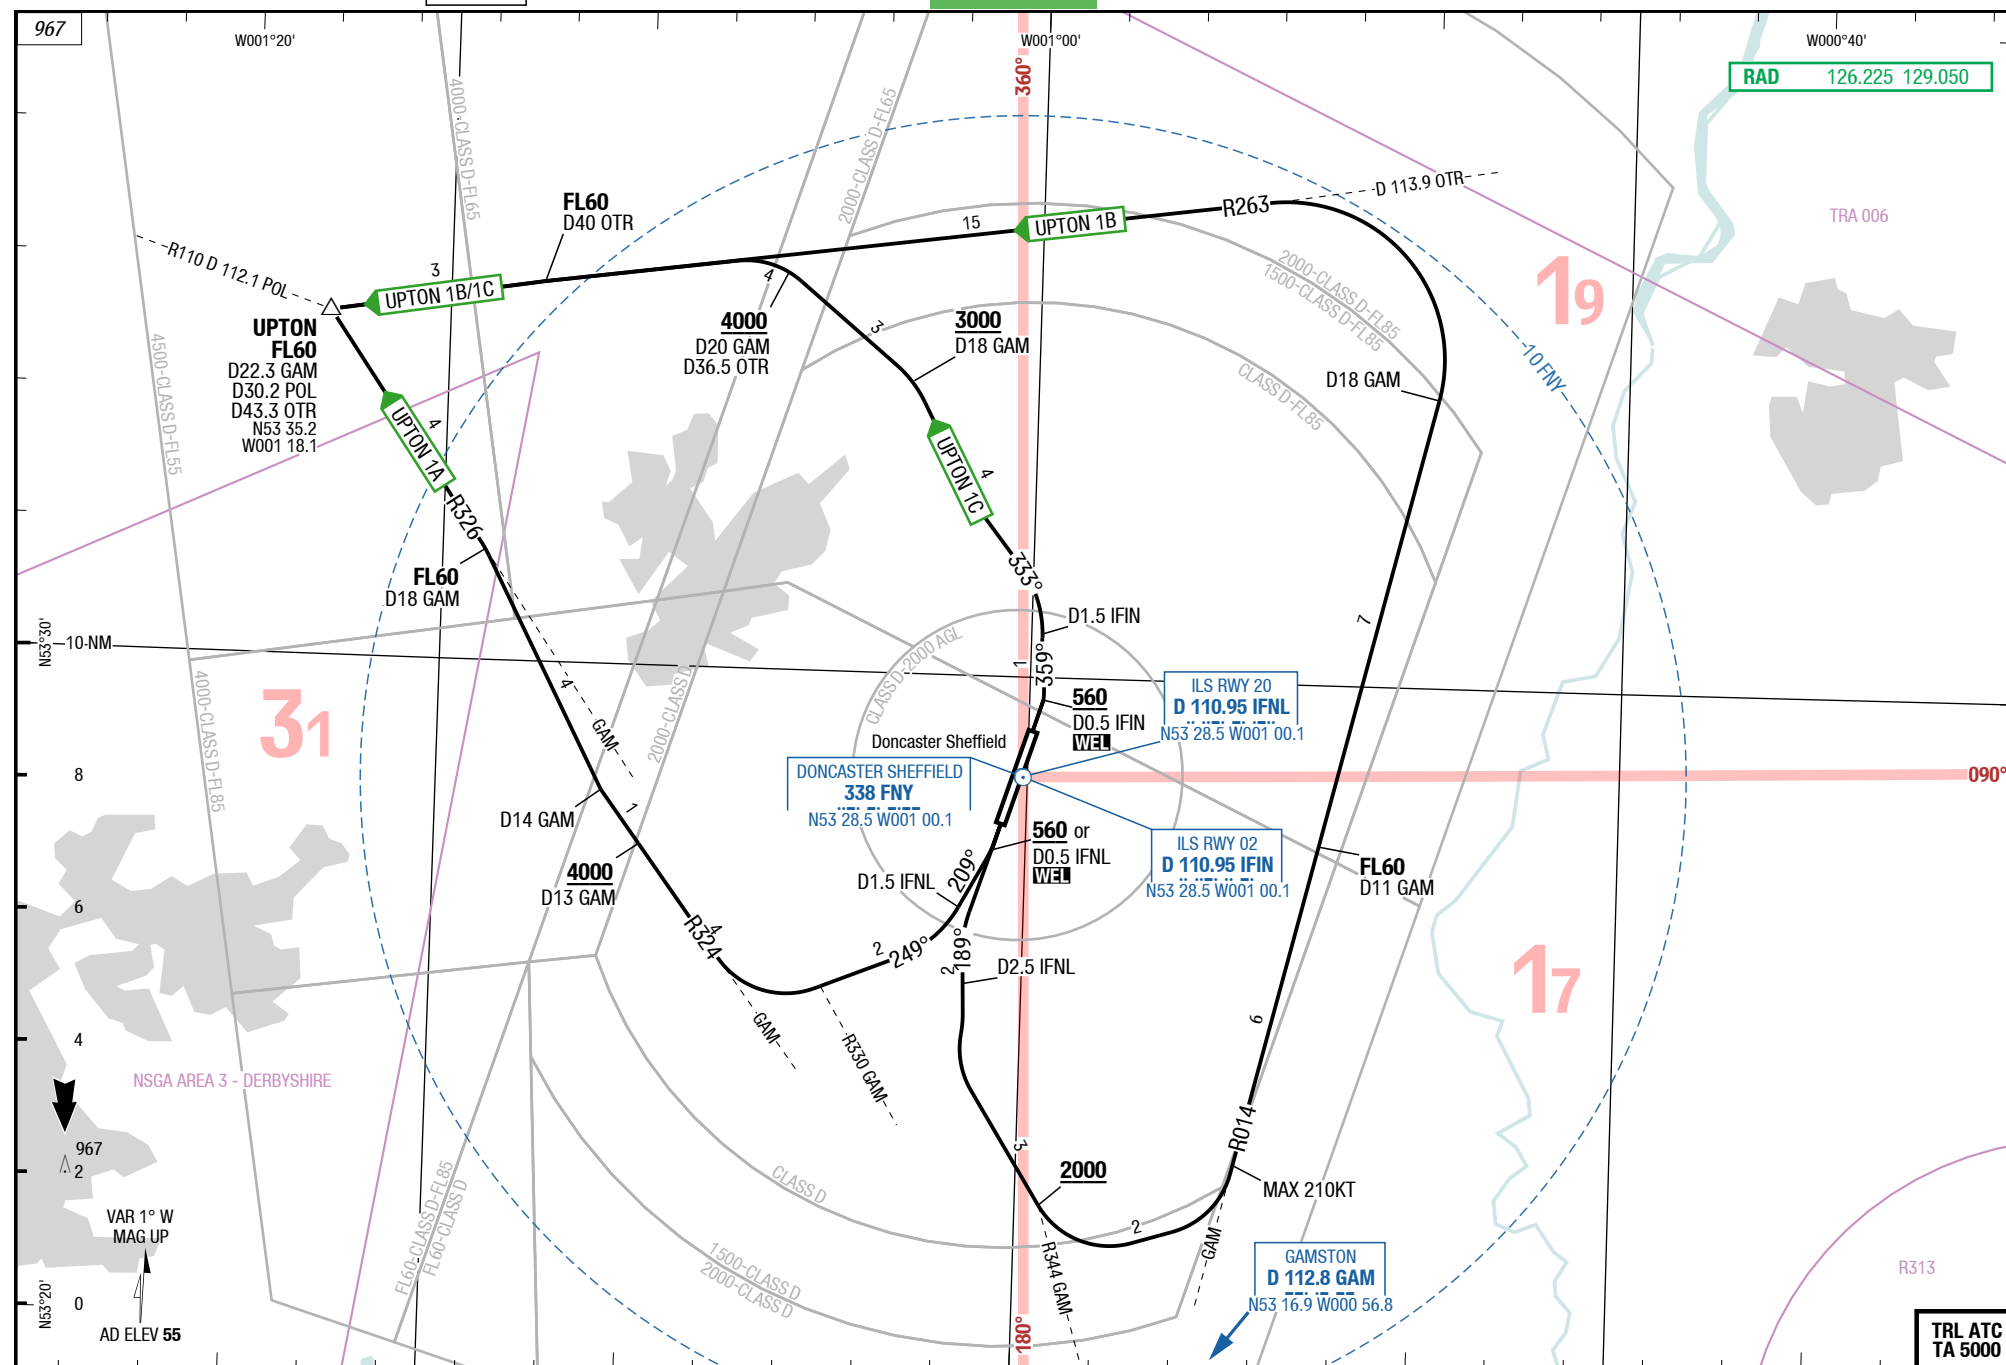 967
W001°20'
W001°00'
W000°40'
360°
RAD 126.225 129.050
4000-CLASS D-FL65
2000-CLASS D-FL65
FL60
D40 OTR
15
UPTON 1B
R263
D 113.9 OTR
TRA 006
R110 D 112.1 POL
3
UPTON 1B/1C
4
2000-CLASS D-FL85
1500-CLASS D-FL85
19
UPTON
FL60
D22.3 GAM
D30.2 POL
D43.3 OTR
N53 35.2
W001 18.1
4000
D20 GAM
D36.5 OTR
3
3000
D18 GAM
10 FNY
4500-CLASS D-FL55
CLASS D-FL85
D18 GAM
4
UPTON 1A
R326
4
UPTON 1C
333°
FL60
D18 GAM
D1.5 IFIN
7
N53°30'
10-NM
CLASS D-2000 AGL
1
359°
4
31
4000-CLASS D-FL85
GAM
2000-CLASS D
560
D0.5 IFIN
WEL
ILS RWY 20
D 110.95 IFNL
N53 28.5 W001 00.1
Doncaster Sheffield
DONCASTER SHEFFIELD
338 FNY
N53 28.5 W001 00.1
090°
8
D14 GAM
1
560 or
D0.5 IFNL
WEL
ILS RWY 02
D 110.95 IFIN
N53 28.5 W001 00.1
4000
D13 GAM
D1.5 IFNL
209°
FL60
D11 GAM
6
R324
4
2
249°
189°
2
D2.5 IFNL
17
4
GAM
R330 GAM
6
NSGA AREA 3 - DERBYSHIRE
967
2
3
2000
R014
MAX 210KT
CLASS D
2
FL60-CLASS D-FL85
FL60-CLASS D
VAR 1° W
MAG UP
1500-CLASS D
2000-CLASS D
R344 GAM
GAM
GAMSTON
D 112.8 GAM
N53 16.9 W000 56.8
R313
N53°20'
0
AD ELEV 55
180°
TRL ATC
TA 5000